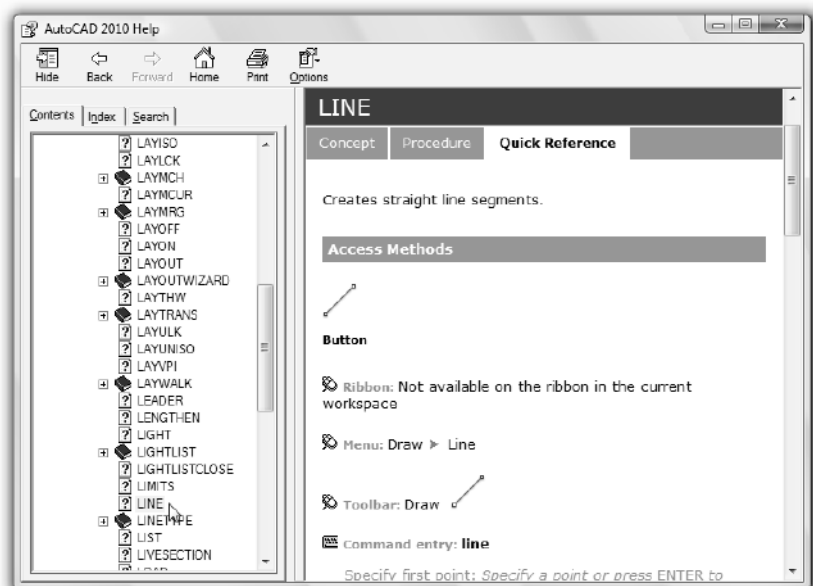 AutoCAD 2010 Help
Hide Back Forward Home Print Options
Contents Index Search
LAYISO
LAYLCK
LAYMCH
LAYMCUR
LAYMRG
LAYOFF
LAYON
LAYOUT
LAYOUTWIZARD
LAYTHW
LAYTRANS
LAYULK
LAYUNISO
LAYVPI
LAYWALK
LEADER
LENGTHEN
LIGHT
LIGHTLIST
LIGHTLISTCLOSE
LIMITS
LINE
LINETYPE
LIST
LIVESECTION
LINE
Concept Procedure Quick Reference
Creates straight line segments.
Access Methods
Button
Ribbon: Not available on the ribbon in the current
workspace
Menu: Draw ➤ Line
Toolbar: Draw
Command entry: line
Specify first point: Specify a point or press ENTER to